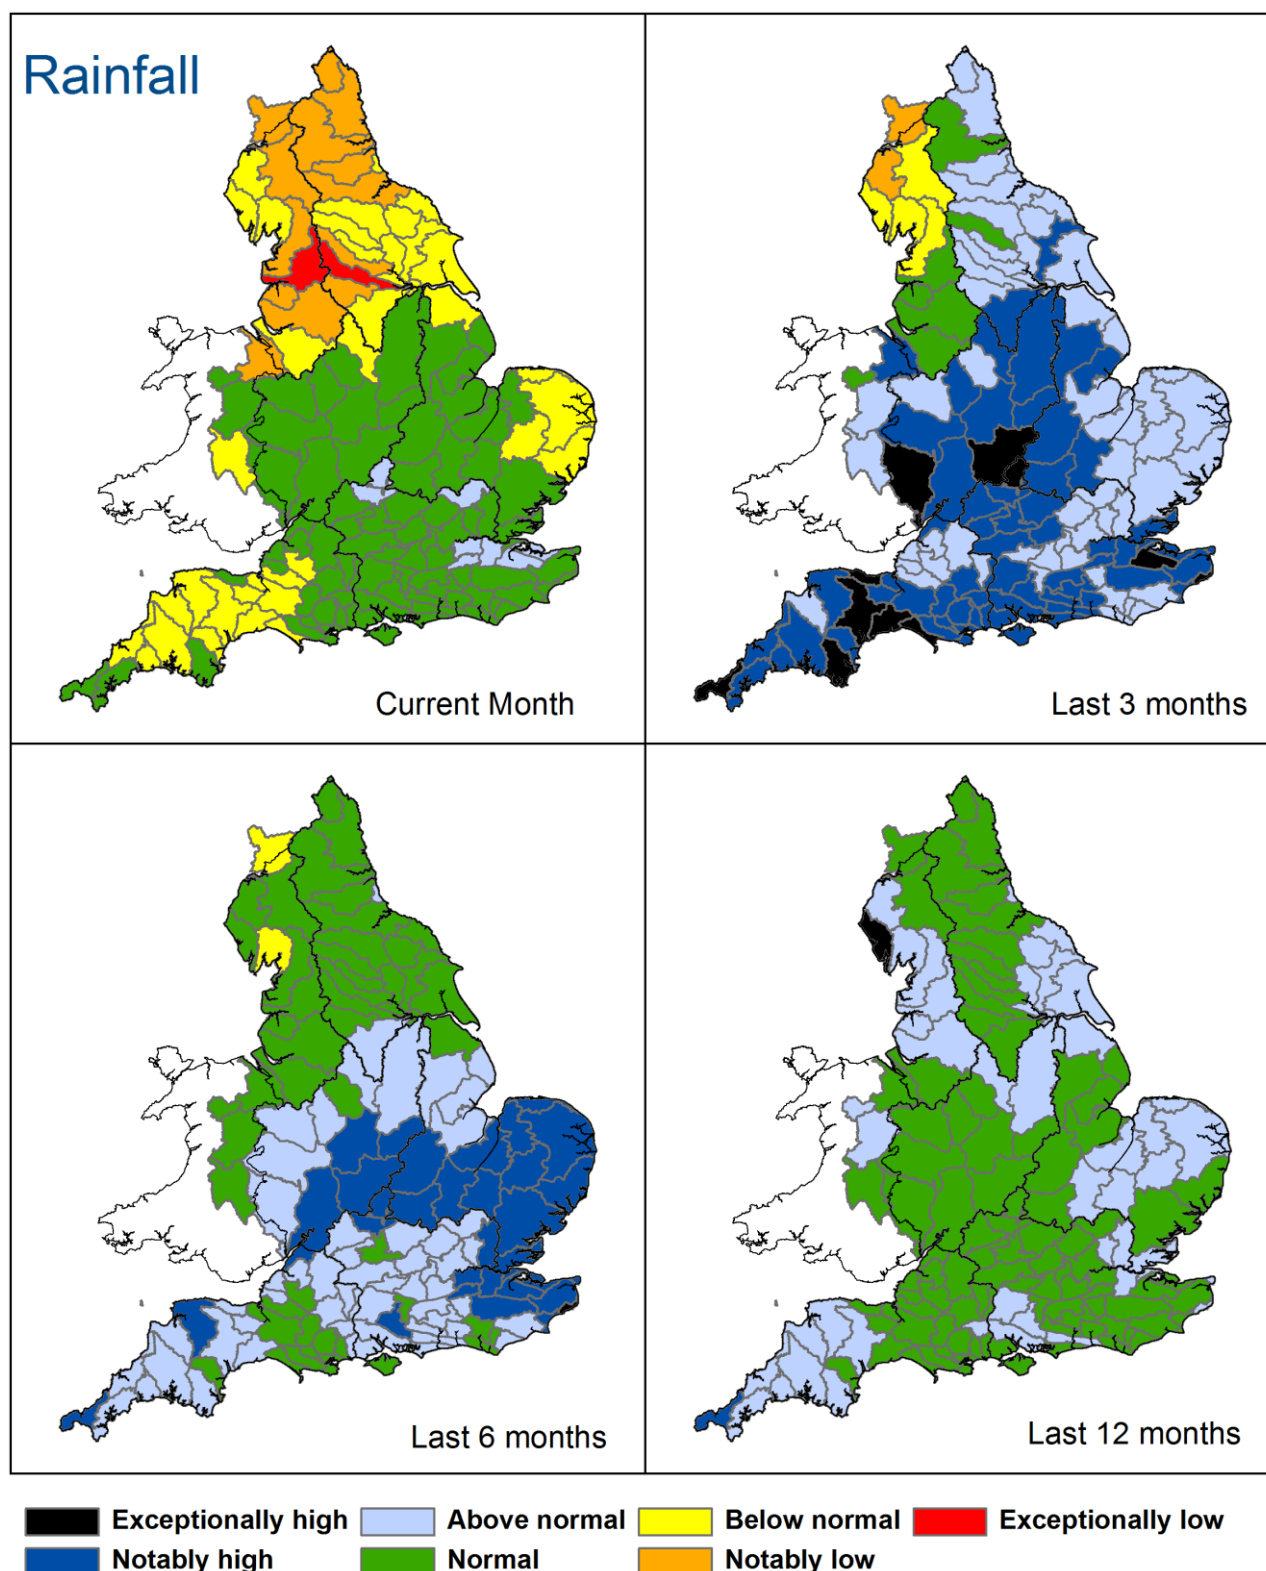 Rainfall
Current Month
Last 3 months
Last 6 months
Last 12 months
Exceptionally high
Above normal
Below normal
Exceptionally low
Notably high
Normal
Notably low